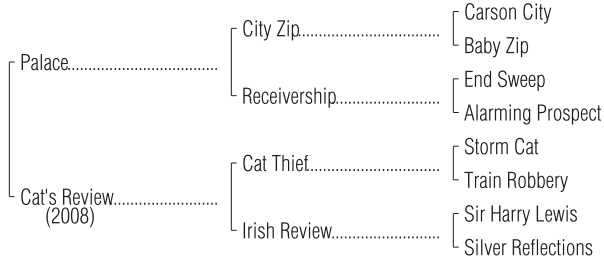 Carson City
City Zip
Baby Zip
Palace
End Sweep
Receivership
Alarming Prospect
Storm Cat
Cat Thief
Train Robbery
Cat's Review
(2008)
Sir Harry Lewis
Irish Review
Silver Reflections